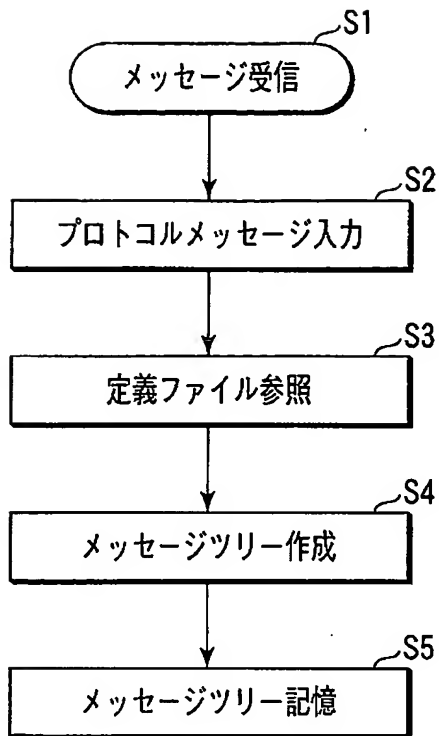 S1
メッセージ受信
S2
プロトコルメッセージ入力
S3
定義ファイル参照
S4
メッセージツリー作成
S5
メッセージツリー記憶